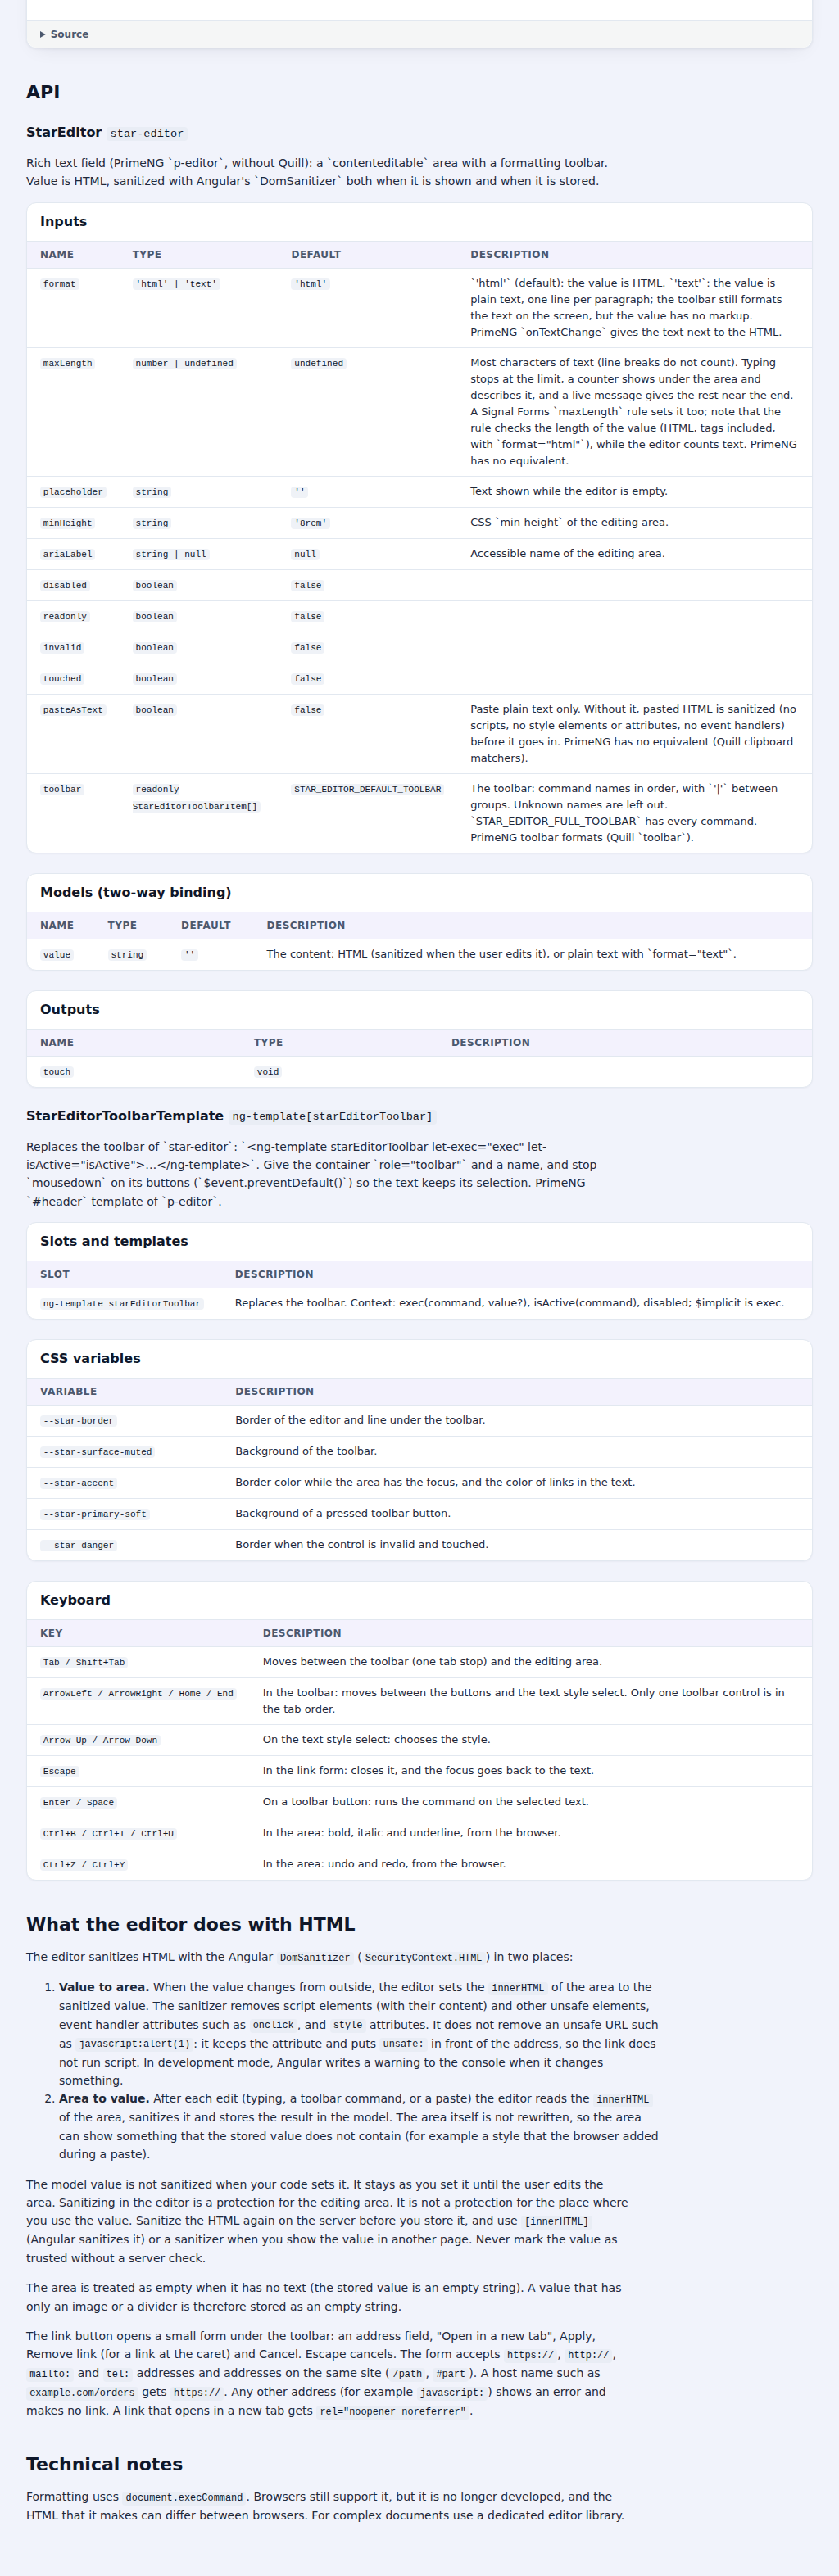 Source
API
StarEditor star-editor
Rich text field (PrimeNG `p-editor`, without Quill): a `contenteditable` area with a formatting toolbar.
Value is HTML, sanitized with Angular's `DomSanitizer` both when it is shown and when it is stored.
Inputs
NAME TYPE DEFAULT DESCRIPTION
format 'html' | 'text' 'html' `'html'` (default): the value is HTML. `'text'`: the value is
plain text, one line per paragraph; the toolbar still formats
the text on the screen, but the value has no markup.
PrimeNG `onTextChange` gives the text next to the HTML.
maxLength number | undefined undefined Most characters of text (line breaks do not count). Typing
stops at the limit, a counter shows under the area and
describes it, and a live message gives the rest near the end.
A Signal Forms `maxLength` rule sets it too; note that the
rule checks the length of the value (HTML, tags included,
with `format="html"`), while the editor counts text. PrimeNG
has no equivalent.
placeholder string '' Text shown while the editor is empty.
minHeight string '8rem' CSS `min-height` of the editing area.
ariaLabel string | null null Accessible name of the editing area.
disabled boolean false
readonly boolean false
invalid boolean false
touched boolean false
pasteAsText boolean false Paste plain text only. Without it, pasted HTML is sanitized (no
scripts, no style elements or attributes, no event handlers)
before it goes in. PrimeNG has no equivalent (Quill clipboard
matchers).
toolbar readonly STAR_EDITOR_DEFAULT_TOOLBAR The toolbar: command names in order, with `'|'` between
StarEditorToolbarItem[] groups. Unknown names are left out.
`STAR_EDITOR_FULL_TOOLBAR` has every command.
PrimeNG toolbar formats (Quill `toolbar`).
Models (two-way binding)
NAME TYPE DEFAULT DESCRIPTION
value string '' The content: HTML (sanitized when the user edits it), or plain text with `format="text"`.
Outputs
NAME TYPE DESCRIPTION
touch void
StarEditorToolbarTemplate ng-template[starEditorToolbar]
Replaces the toolbar of `star-editor`: `<ng-template starEditorToolbar let-exec="exec" let-
isActive="isActive">…</ng-template>`. Give the container `role="toolbar"` and a name, and stop
`mousedown` on its buttons (`$event.preventDefault()`) so the text keeps its selection. PrimeNG
`#header` template of `p-editor`.
Slots and templates
SLOT DESCRIPTION
ng-template starEditorToolbar Replaces the toolbar. Context: exec(command, value?), isActive(command), disabled; $implicit is exec.
CSS variables
VARIABLE DESCRIPTION
--star-border Border of the editor and line under the toolbar.
--star-surface-muted Background of the toolbar.
--star-accent Border color while the area has the focus, and the color of links in the text.
--star-primary-soft Background of a pressed toolbar button.
--star-danger Border when the control is invalid and touched.
Keyboard
KEY DESCRIPTION
Tab / Shift+Tab Moves between the toolbar (one tab stop) and the editing area.
ArrowLeft / ArrowRight / Home / End In the toolbar: moves between the buttons and the text style select. Only one toolbar control is in
the tab order.
Arrow Up / Arrow Down On the text style select: chooses the style.
Escape In the link form: closes it, and the focus goes back to the text.
Enter / Space On a toolbar button: runs the command on the selected text.
Ctrl+B / Ctrl+I / Ctrl+U In the area: bold, italic and underline, from the browser.
Ctrl+Z / Ctrl+Y In the area: undo and redo, from the browser.
What the editor does with HTML
The editor sanitizes HTML with the Angular DomSanitizer (SecurityContext.HTML) in two places:
1. Value to area. When the value changes from outside, the editor sets the innerHTML of the area to the
sanitized value. The sanitizer removes script elements (with their content) and other unsafe elements,
event handler attributes such as onclick, and style attributes. It does not remove an unsafe URL such
as javascript:alert(1): it keeps the attribute and puts unsafe: in front of the address, so the link does
not run script. In development mode, Angular writes a warning to the console when it changes
something.
2. Area to value. After each edit (typing, a toolbar command, or a paste) the editor reads the innerHTML
of the area, sanitizes it and stores the result in the model. The area itself is not rewritten, so the area
can show something that the stored value does not contain (for example a style that the browser added
during a paste).
The model value is not sanitized when your code sets it. It stays as you set it until the user edits the
area. Sanitizing in the editor is a protection for the editing area. It is not a protection for the place where
you use the value. Sanitize the HTML again on the server before you store it, and use [innerHTML]
(Angular sanitizes it) or a sanitizer when you show the value in another page. Never mark the value as
trusted without a server check.
The area is treated as empty when it has no text (the stored value is an empty string). A value that has
only an image or a divider is therefore stored as an empty string.
The link button opens a small form under the toolbar: an address field, "Open in a new tab", Apply,
Remove link (for a link at the caret) and Cancel. Escape cancels. The form accepts https://, http://,
mailto: and tel: addresses and addresses on the same site (/path, #part). A host name such as
example.com/orders gets https://. Any other address (for example javascript:) shows an error and
makes no link. A link that opens in a new tab gets rel="noopener noreferrer".
Technical notes
Formatting uses document.execCommand. Browsers still support it, but it is no longer developed, and the
HTML that it makes can differ between browsers. For complex documents use a dedicated editor library.